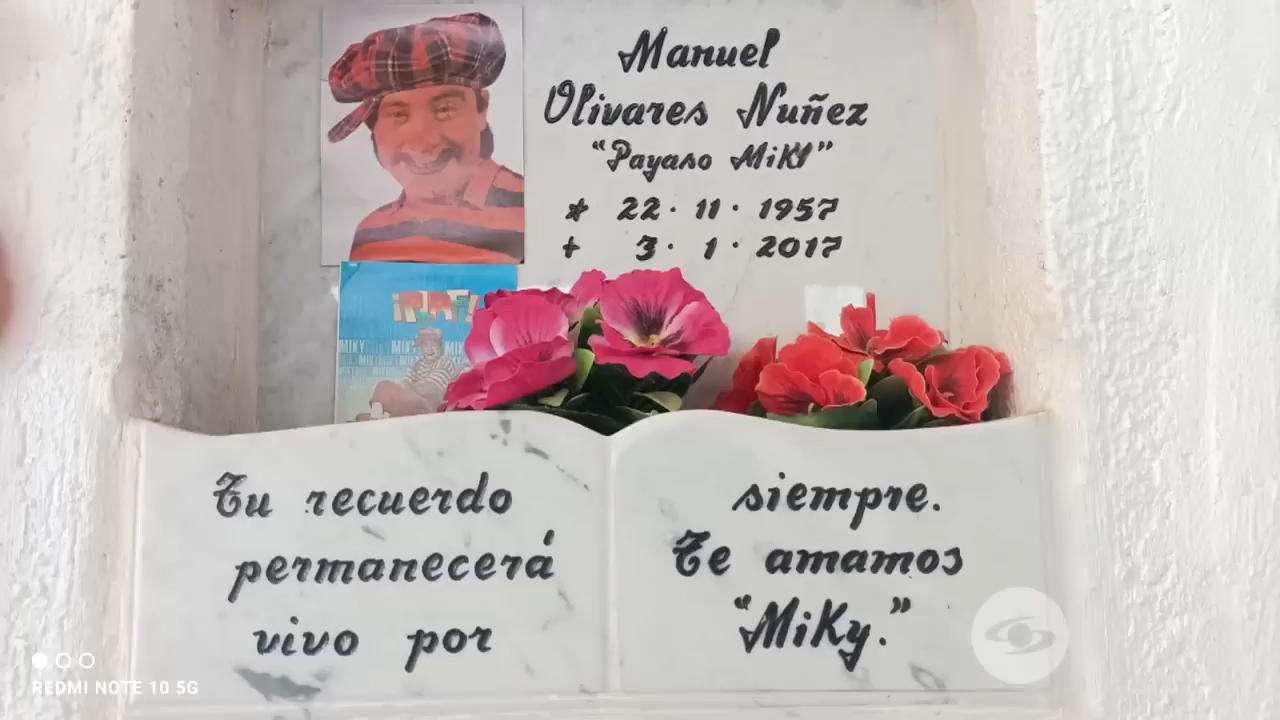 Manuel
Olivares Nuñez
"Payaso MiKY"
* 22 · 11 · 1957
+ 3 · 1 · 2017
MIKY
Tu recuerdo
permanecerá
vivo por
siempre.
Te amamos
"MiKy."
REDMI NOTE 10 5G